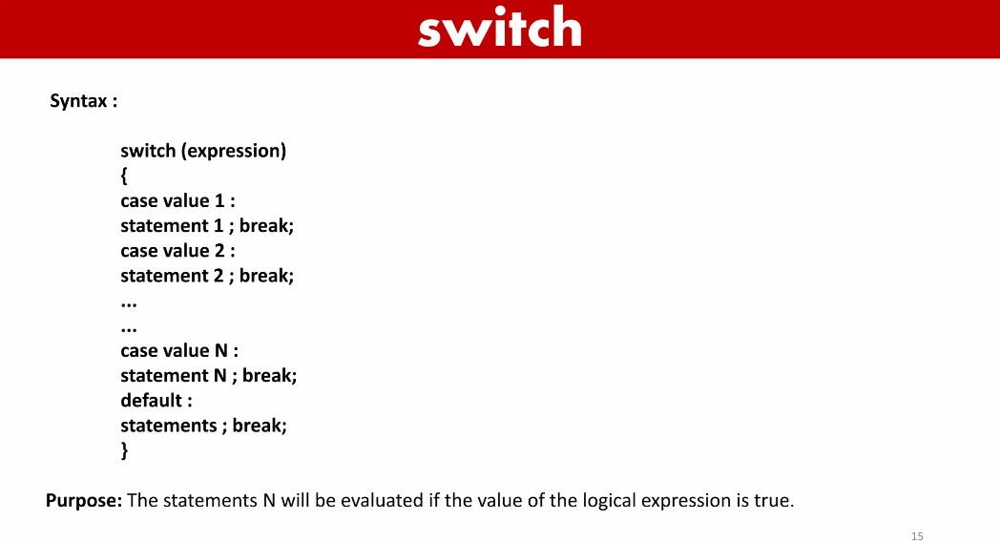 switch
Syntax :
switch (expression)
{
case value 1 :
statement 1 ; break;
case value 2 :
statement 2 ; break;
...
...
case value N :
statement N ; break;
default :
statements ; break;
}
Purpose: The statements N will be evaluated if the value of the logical expression is true.
15